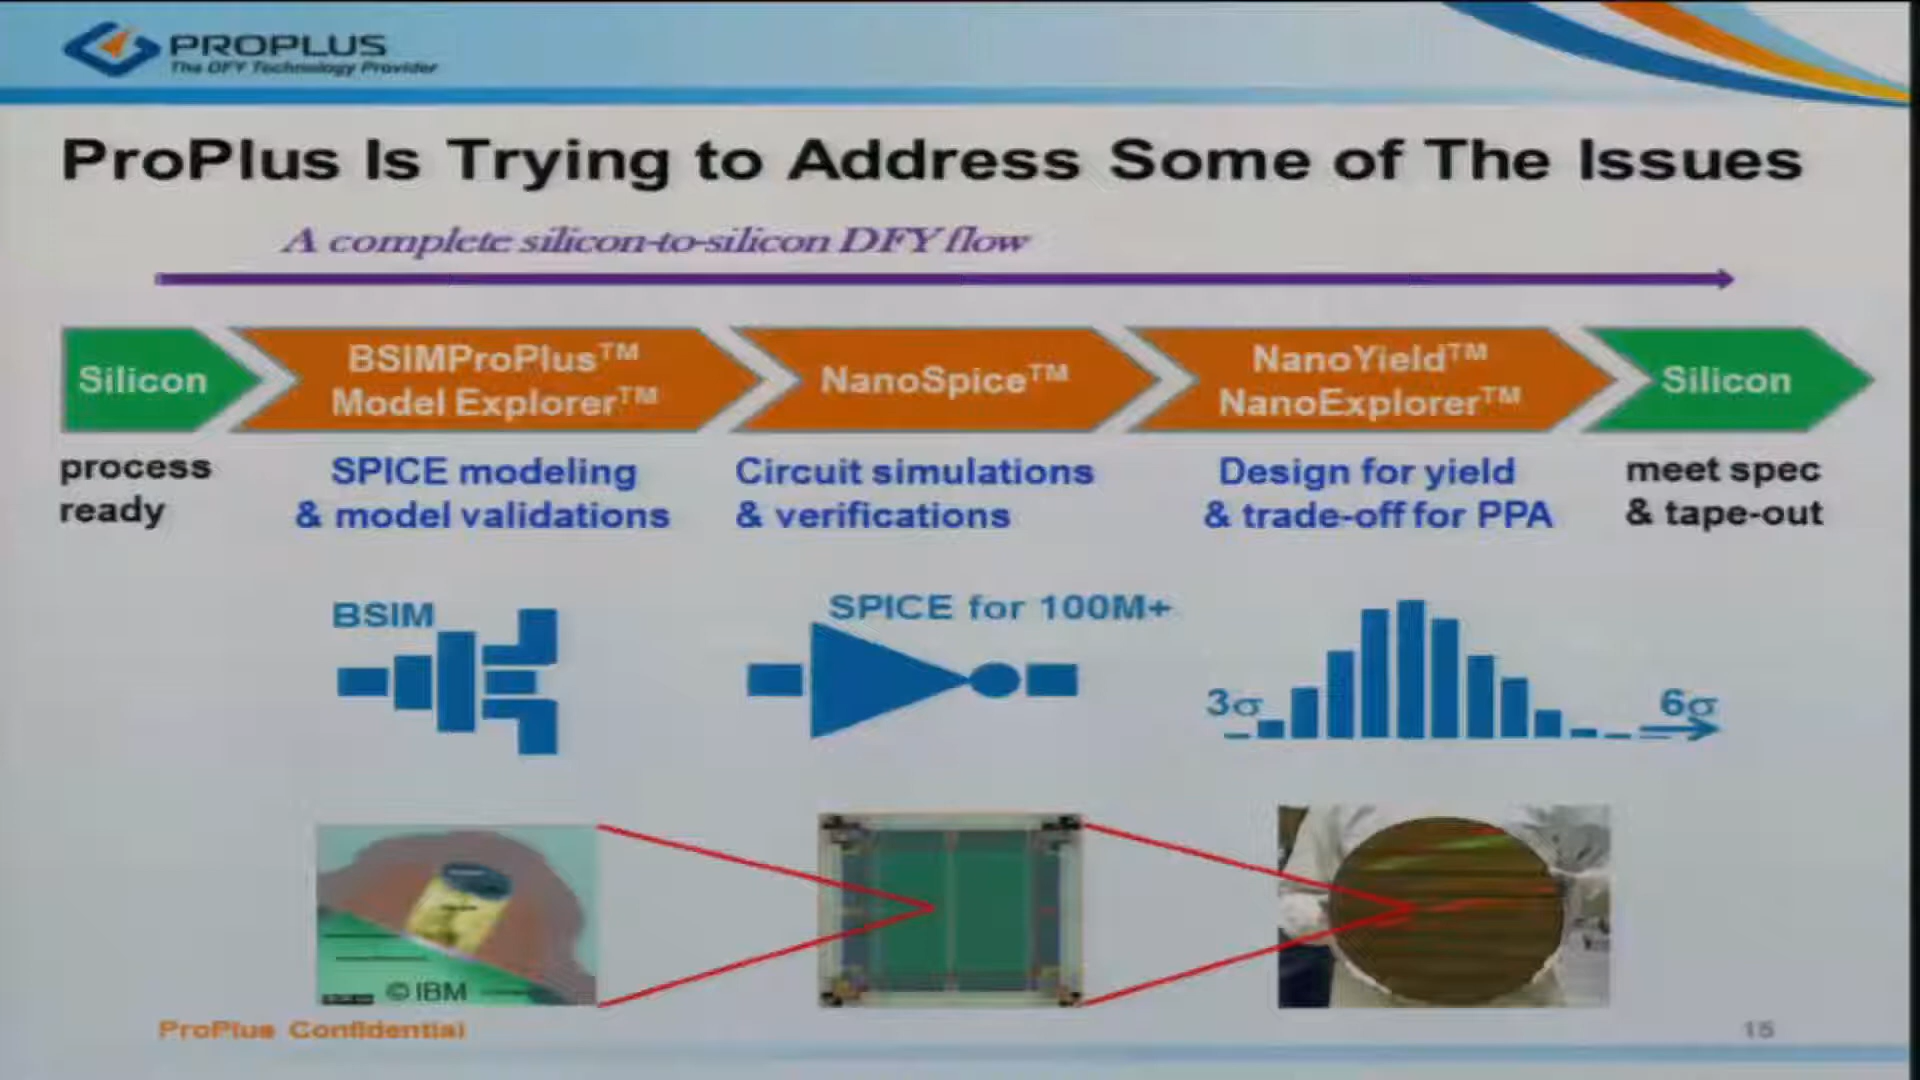 PROPLUS
The DFY Technology Provider
ProPlus Is Trying to Address Some of The Issues
A complete silicon-to-silicon DFY flow
Silicon
BSIMProPlus™
Model Explorer™
NanoSpice™
NanoYield™
NanoExplorer™
Silicon
process
ready
SPICE modeling
& model validations
Circuit simulations
& verifications
Design for yield
& trade-off for PPA
meet spec
& tape-out
BSIM
SPICE for 100M+
3σ
6σ
© IBM
ProPlus Confidential
15